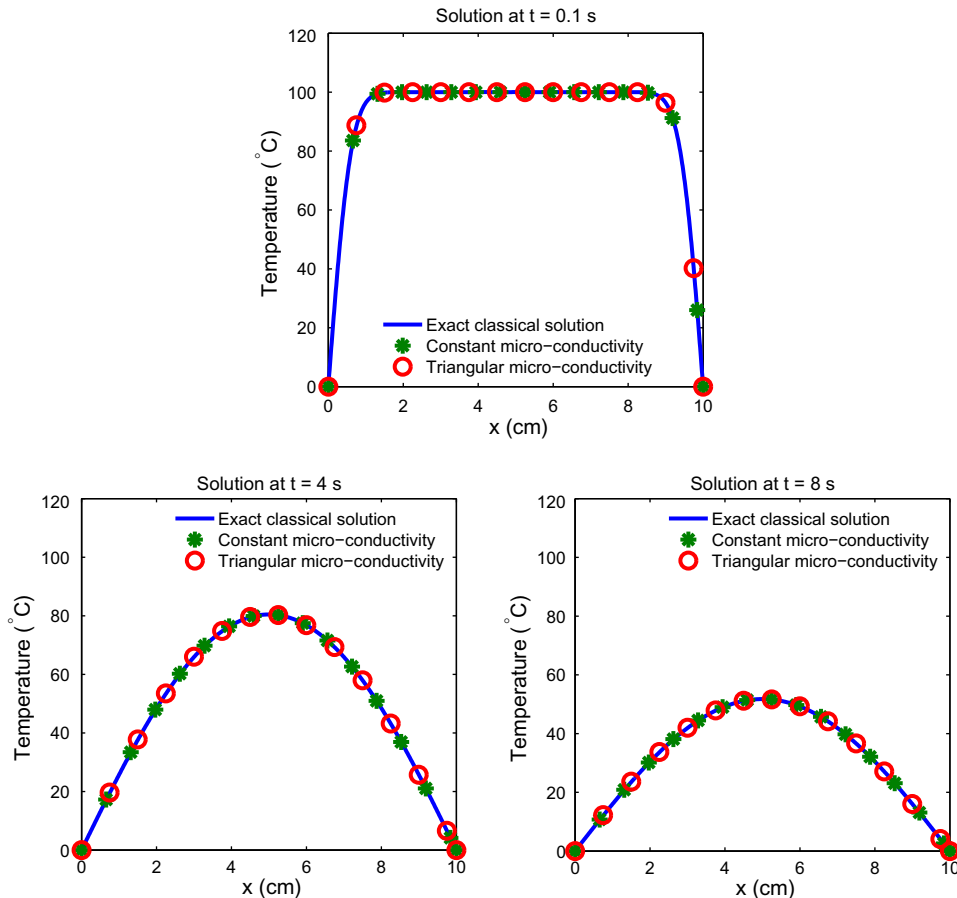 Solution at t = 0.1 s
120
100
80
60
40
20
0
Temperature (°C)
Exact classical solution
Constant micro−conductivity
Triangular micro−conductivity
0 2 4 6 8 10
x (cm)
Solution at t = 4 s
120
100
80
60
40
20
0
Temperature (°C)
Exact classical solution
Constant micro−conductivity
Triangular micro−conductivity
0 2 4 6 8 10
x (cm)
Solution at t = 8 s
120
100
80
60
40
20
0
Temperature (°C)
Exact classical solution
Constant micro−conductivity
Triangular micro−conductivity
0 2 4 6 8 10
x (cm)